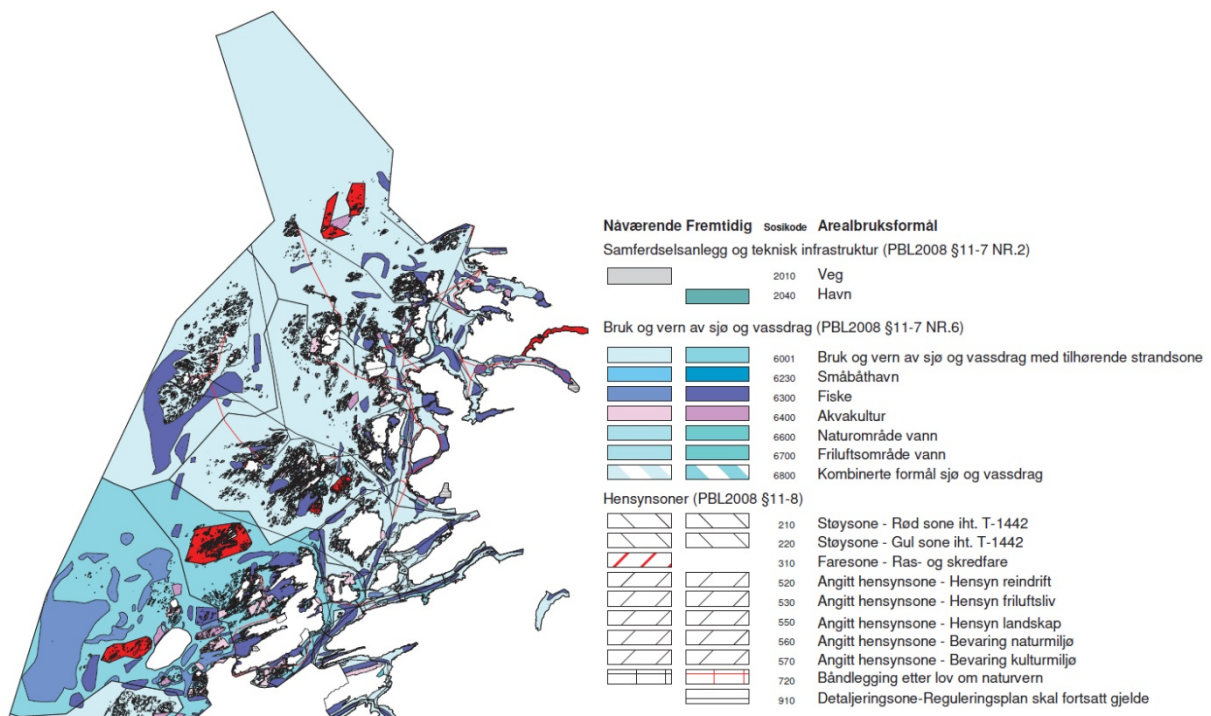 Nåværende Fremtidig Sosikode Arealbruksformål
Samferdselsanlegg og teknisk infrastruktur (PBL2008 §11-7 NR.2)
2010 Veg
2040 Havn
Bruk og vern av sjø og vassdrag (PBL2008 §11-7 NR.6)
6001 Bruk og vern av sjø og vassdrag med tilhørende strandsone
6230 Småbåthavn
6300 Fiske
6400 Akvakultur
6600 Naturområde vann
6700 Friluftsområde vann
6800 Kombinerte formål sjø og vassdrag
Hensynsoner (PBL2008 §11-8)
210 Støysone - Rød sone iht. T-1442
220 Støysone - Gul sone iht. T-1442
310 Faresone - Ras- og skredfare
520 Angitt hensynsone - Hensyn reindrift
530 Angitt hensynsone - Hensyn friluftsliv
550 Angitt hensynsone - Hensyn landskap
560 Angitt hensynsone - Bevaring naturmiljø
570 Angitt hensynsone - Bevaring kulturmiljø
720 Båndlegging etter lov om naturvern
910 Detaljeringsone-Reguleringsplan skal fortsatt gjelde